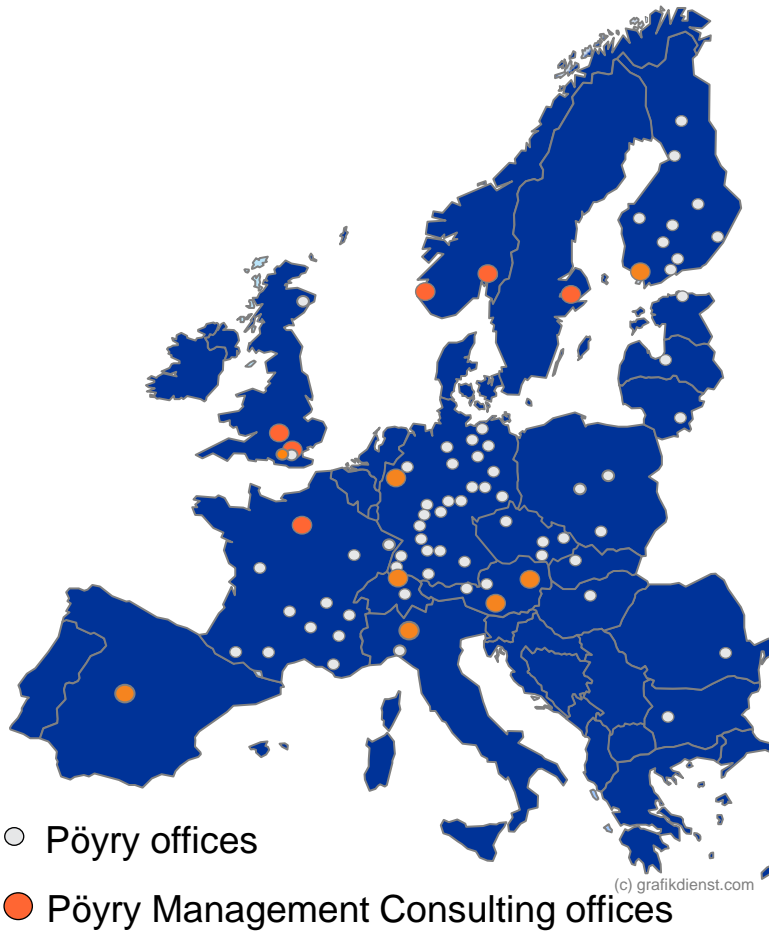 Pöyry offices
(c) grafikdienst.com
Pöyry Management Consulting offices